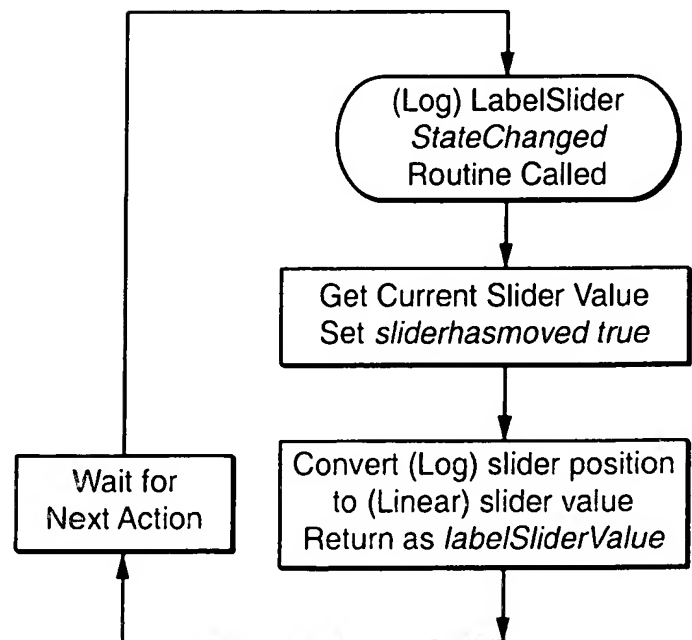 (Log) LabelSlider
StateChanged
Routine Called
Get Current Slider Value
Set sliderhasmoved true
Convert (Log) slider position
to (Linear) slider value
Return as labelSliderValue
Wait for
Next Action